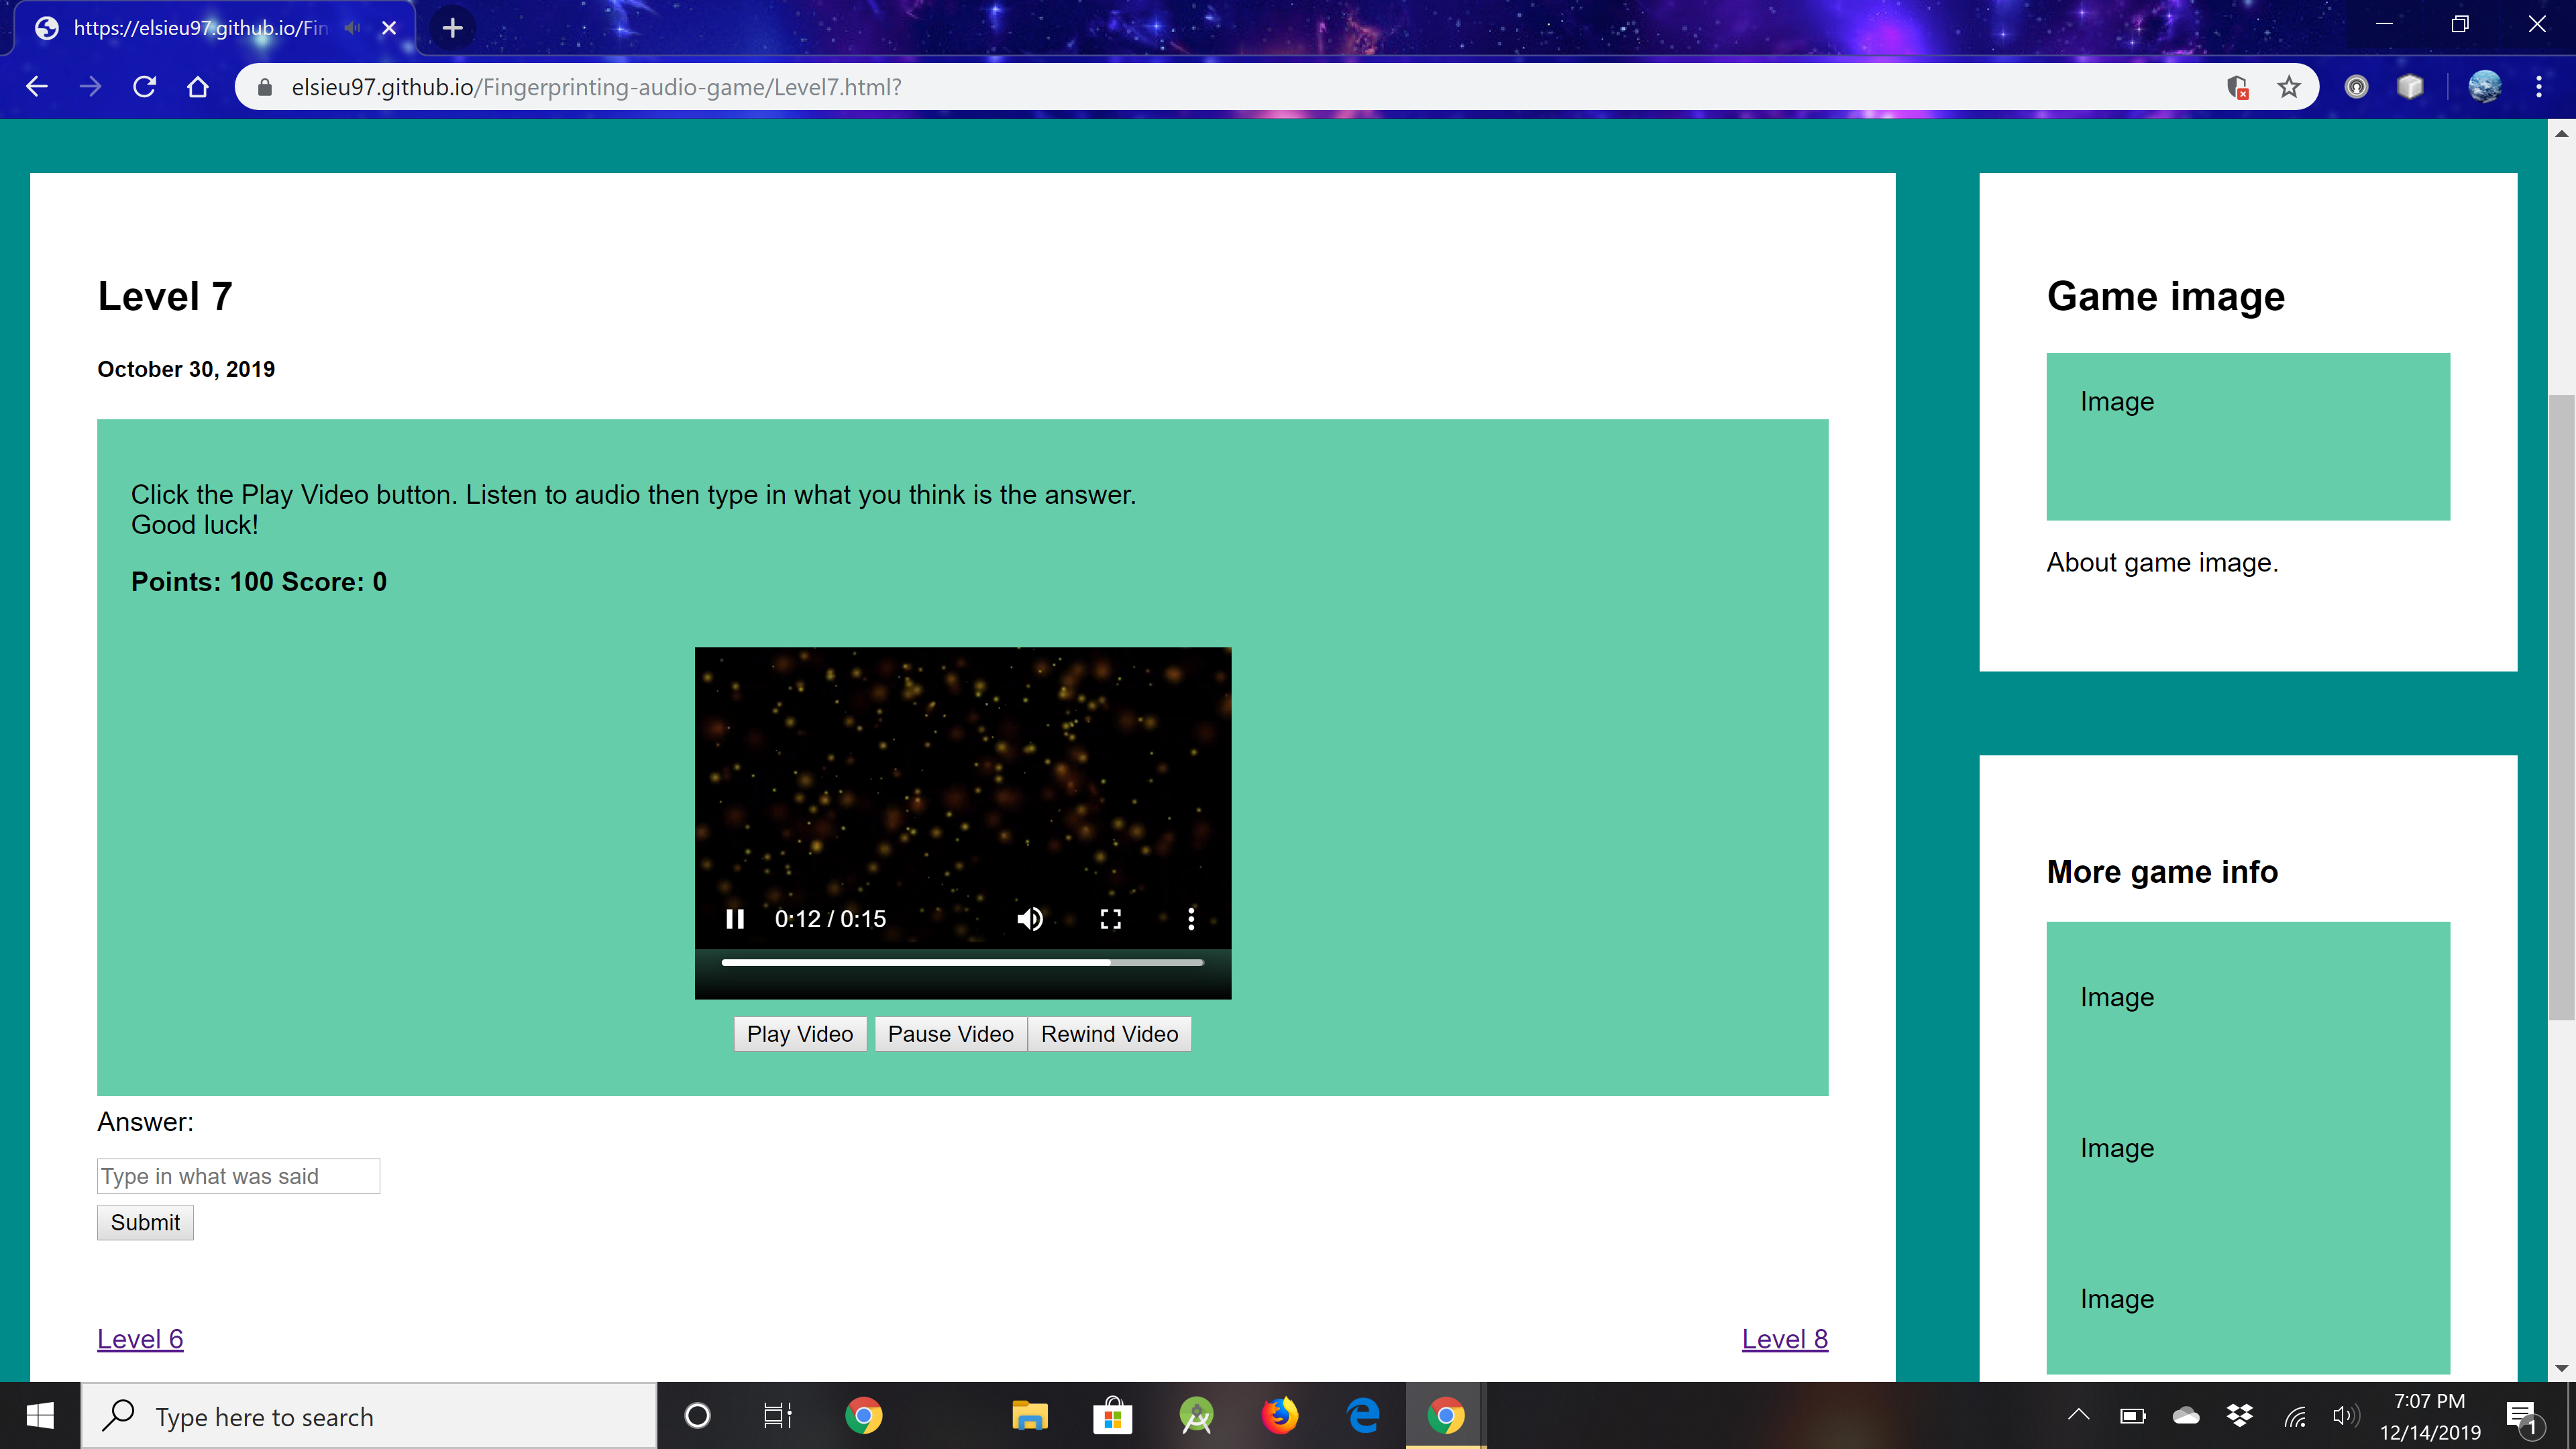 https://elsieu97.github.io/Fin
elsieu97.github.io/Fingerprinting-audio-game/Level7.html?
Level 7
October 30, 2019
Click the Play Video button. Listen to audio then type in what you think is the answer.
Good luck!
Points: 100 Score: 0
0:12 / 0:15
Play Video
Pause Video
Rewind Video
Answer:
Type in what was said
Submit
Level 6
Level 8
Game image
Image
About game image.
More game info
Image
Image
Image
Type here to search
7:07 PM
12/14/2019
1